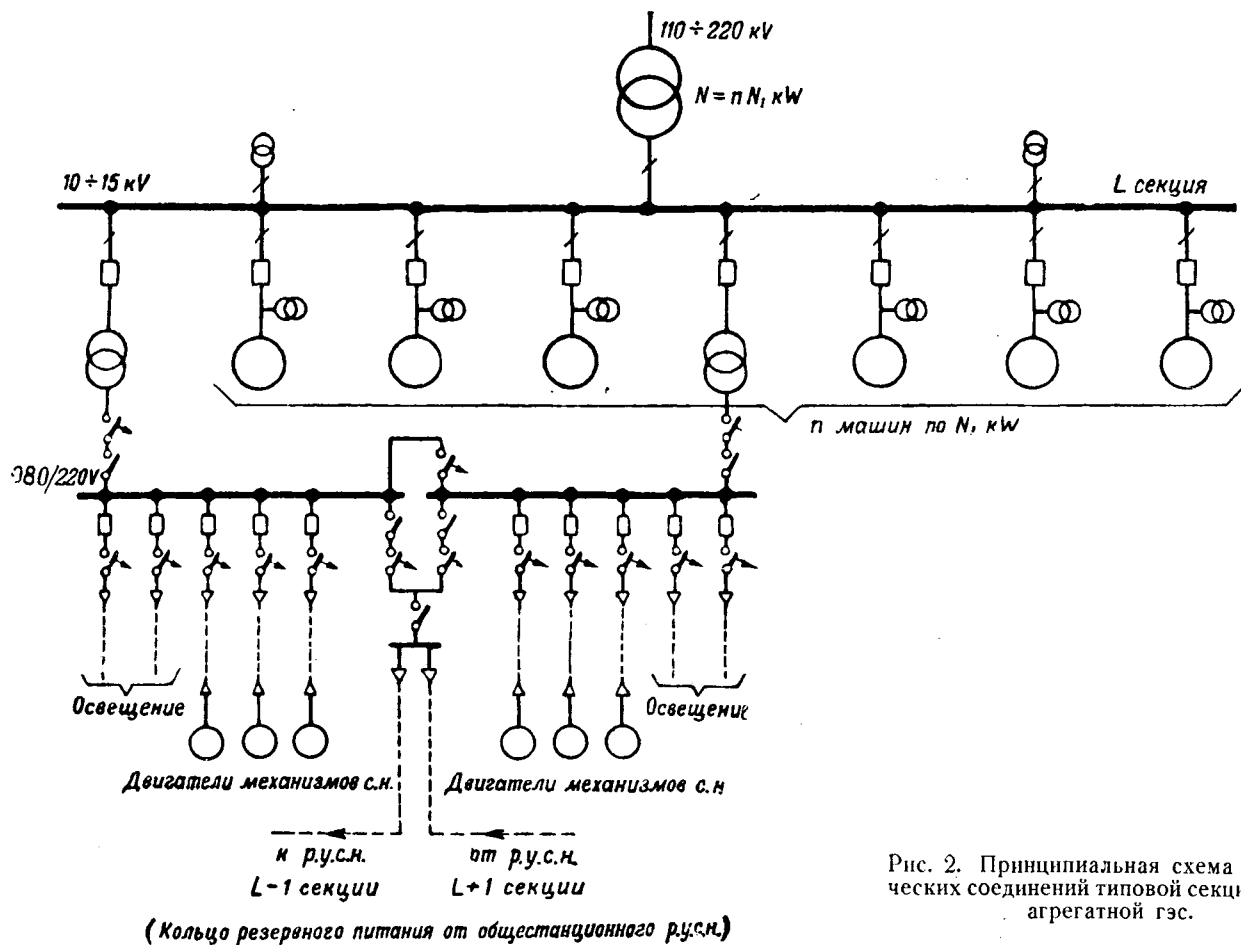 110÷220 kV
N = n N₁ kW
10÷15 kV
L секция
n машин по N₁ kW
380/220V
Освещение
Освещение
Двигатели механизмов с.н.
Двигатели механизмов с.н
к р.у.с.н.
L-1 секции
от р.у.с.н.
L+1 секции
(Кольцо резервного питания от общестанционного р.у.с.н.)
Рис. 2. Принципиальная схема
ческих соединений типовой секци
агрегатной гэс.